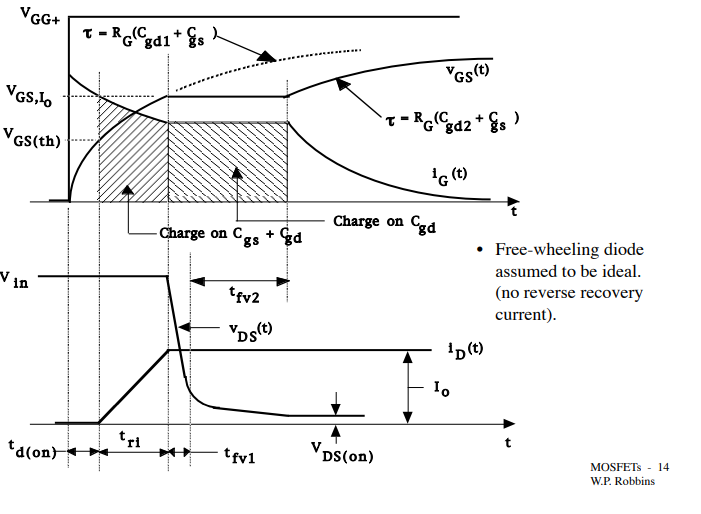 VGG+
τ = RG(Cgd1 + Cgs )
VGS,Io
vGS(t)
τ = RG(Cgd2 + Cgs )
VGS(th)
iG (t)
t
Charge on Cgs + Cgd
Charge on Cgd
• Free-wheeling diode
assumed to be ideal.
(no reverse recovery
current).
Vin
tfv2
vDS(t)
iD(t)
Io
td(on)
tri
tfv1
VDS(on)
t
MOSFETs - 14
W.P. Robbins